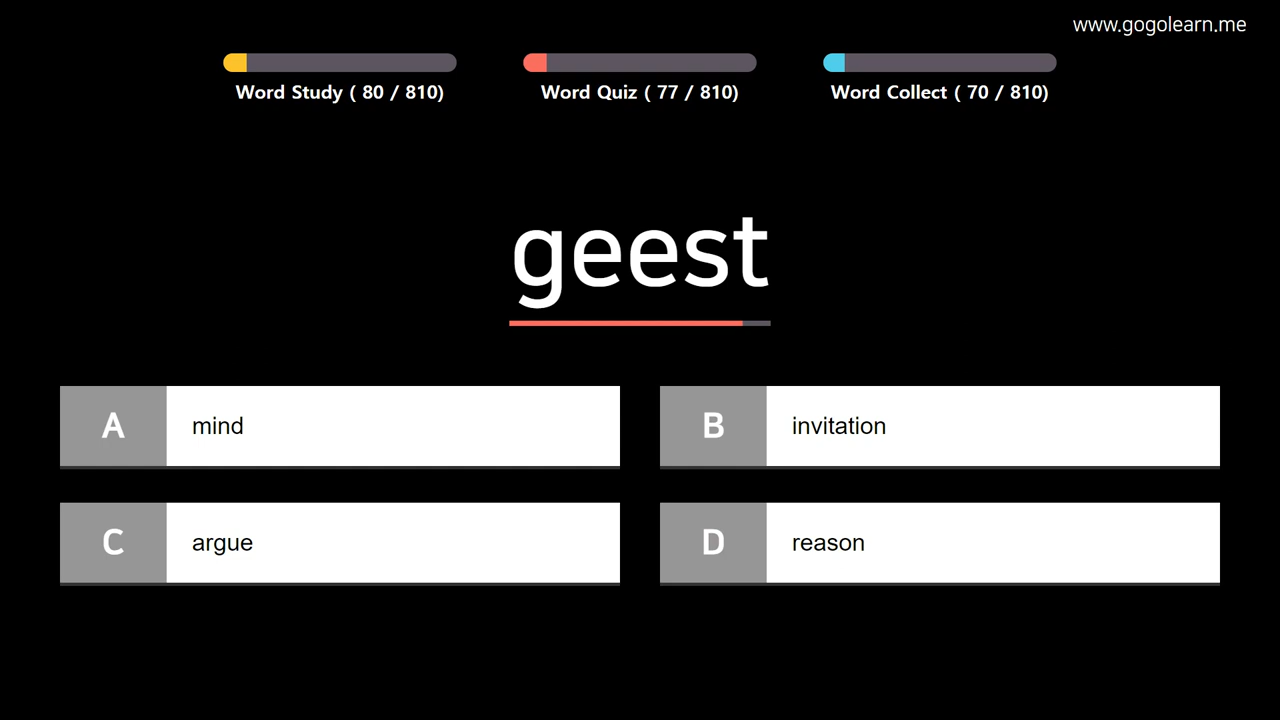 www.gogolearn.me
Word Study ( 80 / 810)
Word Quiz ( 77 / 810)
Word Collect ( 70 / 810)
geest
A mind
B invitation
C argue
D reason